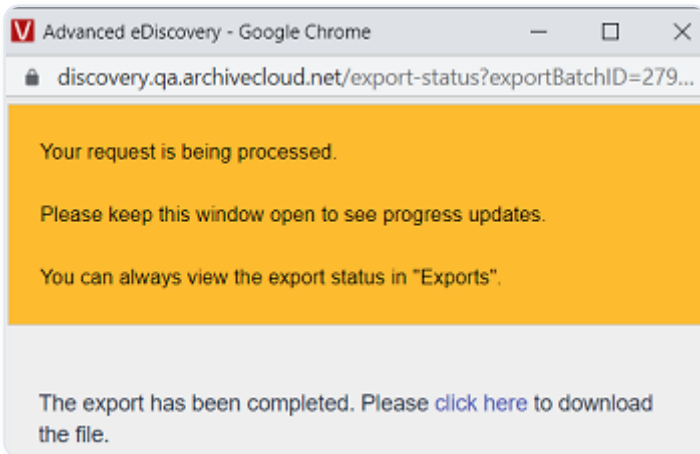 Advanced eDiscovery - Google Chrome
discovery.qa.archivecloud.net/export-status?exportBatchID=279...
Your request is being processed.
Please keep this window open to see progress updates.
You can always view the export status in "Exports".
The export has been completed. Please click here to download
the file.